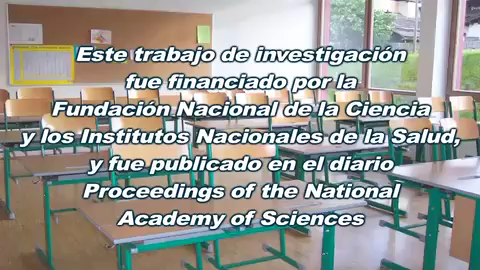 Este trabajo de investigación
fue financiado por la
Fundación Nacional de la Ciencia
y los Institutos Nacionales de la Salud,
y fue publicado en el diario
Proceedings of the National
Academy of Sciences